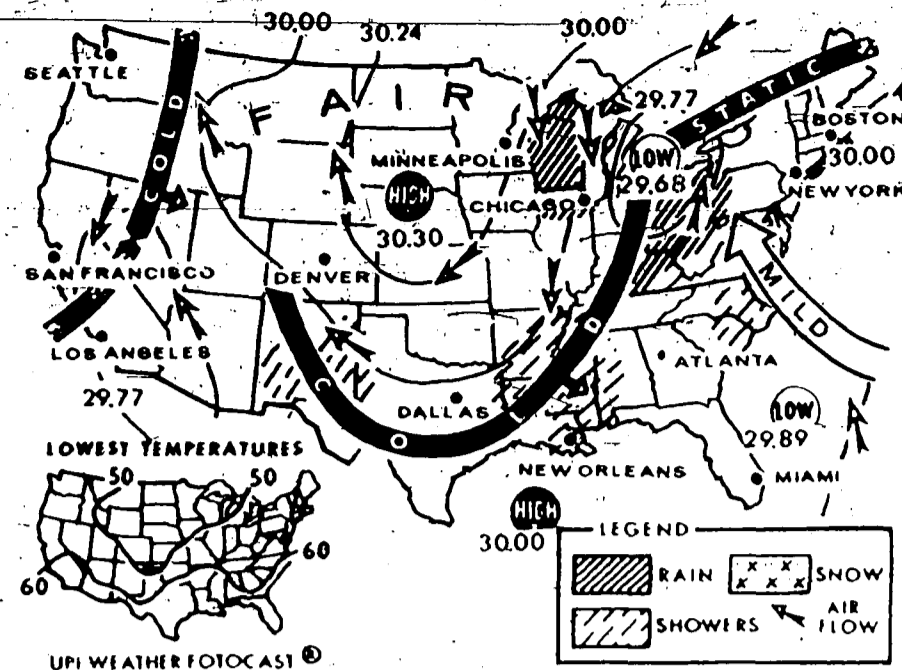 30.00
30.24
30.00
SEATTLE
COLD
FAIR
29.77
STATIC
BOSTON
30.00
MINNEAPOLIS
LOW
29.68
HIGH
30.30
CHICAGO
NEW YORK
SAN FRANCISCO
DENVER
MILD
LOS ANGELES
29.77
COLD
DALLAS
ATLANTA
LOW
29.89
MIAMI
NEW ORLEANS
HIGH
30.00
LOWEST TEMPERATURES
50
50
60
60
LEGEND
RAIN
SNOW
SHOWERS
AIR
FLOW
UPI WEATHER FOTOCAST ®